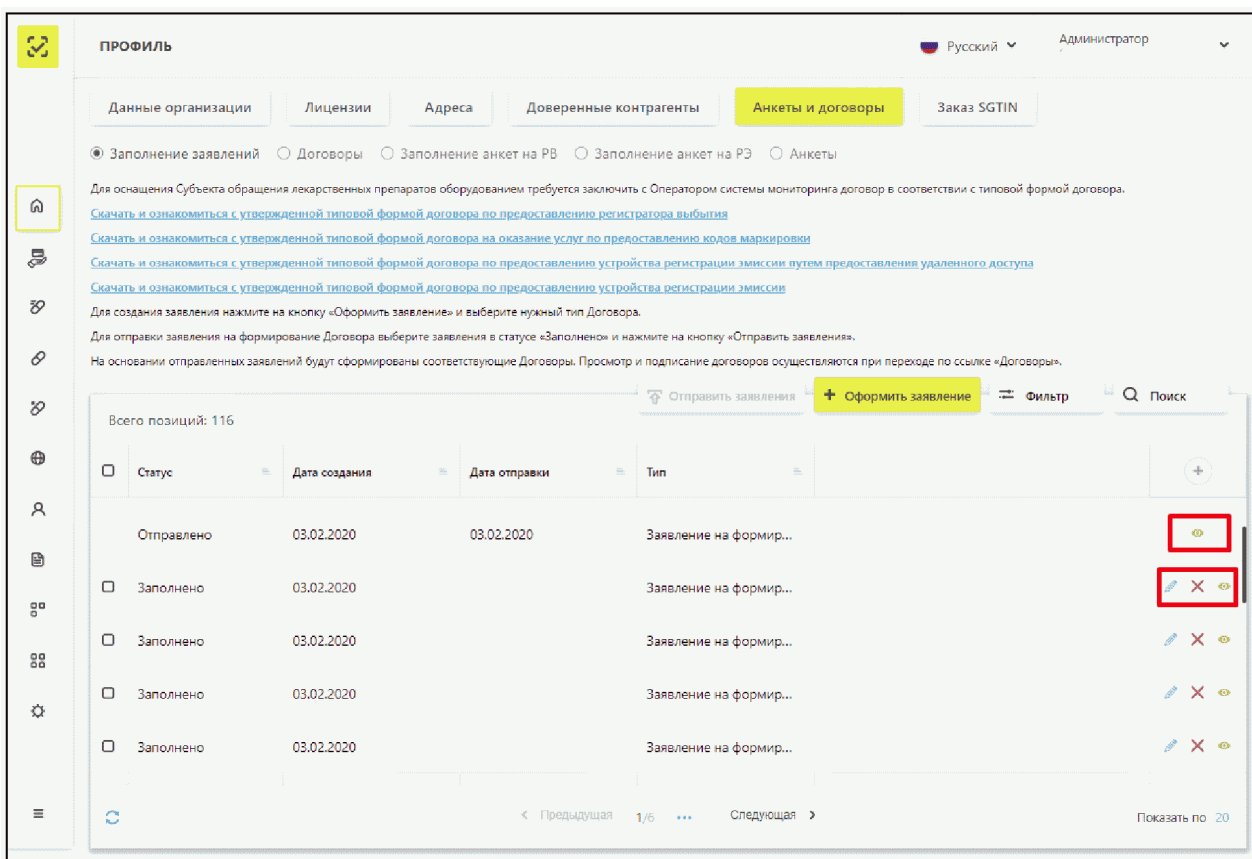 ПРОФИЛЬ
Русский
Администратор
Данные организации
Лицензии
Адреса
Доверенные контрагенты
Анкеты и договоры
Заказ SGTIN
Заполнение заявлений
Договоры
Заполнение анкет на РВ
Заполнение анкет на РЭ
Анкеты
Для оснащения Субъекта обращения лекарственных препаратов оборудованием требуется заключить с Оператором системы мониторинга договор в соответствии с типовой формой договора.
Скачать и ознакомиться с утвержденной типовой формой договора по предоставлению регистратора выбытия
Скачать и ознакомиться с утвержденной типовой формой договора на оказание услуг по предоставлению кодов маркировки
Скачать и ознакомиться с утвержденной типовой формой договора по предоставлению устройства регистрации эмиссии путем предоставления удаленного доступа
Скачать и ознакомиться с утвержденной типовой формой договора по предоставлению устройства регистрации эмиссии
Для создания заявления нажмите на кнопку «Оформить заявление» и выберите нужный тип Договора.
Для отправки заявления на формирование Договора выберите заявления в статусе «Заполнено» и нажмите на кнопку «Отправить заявления».
На основании отправленных заявлений будут сформированы соответствующие Договоры. Просмотр и подписание договоров осуществляются при переходе по ссылке «Договоры».
Отправить заявления
+ Оформить заявление
Фильтр
Поиск
Всего позиций: 116
Статус
Дата создания
Дата отправки
Тип
Отправлено 03.02.2020 03.02.2020 Заявление на формир...
Заполнено 03.02.2020 Заявление на формир...
Заполнено 03.02.2020 Заявление на формир...
Заполнено 03.02.2020 Заявление на формир...
Заполнено 03.02.2020 Заявление на формир...
Предыдущая 1/6 ••• Следующая
Показать по 20